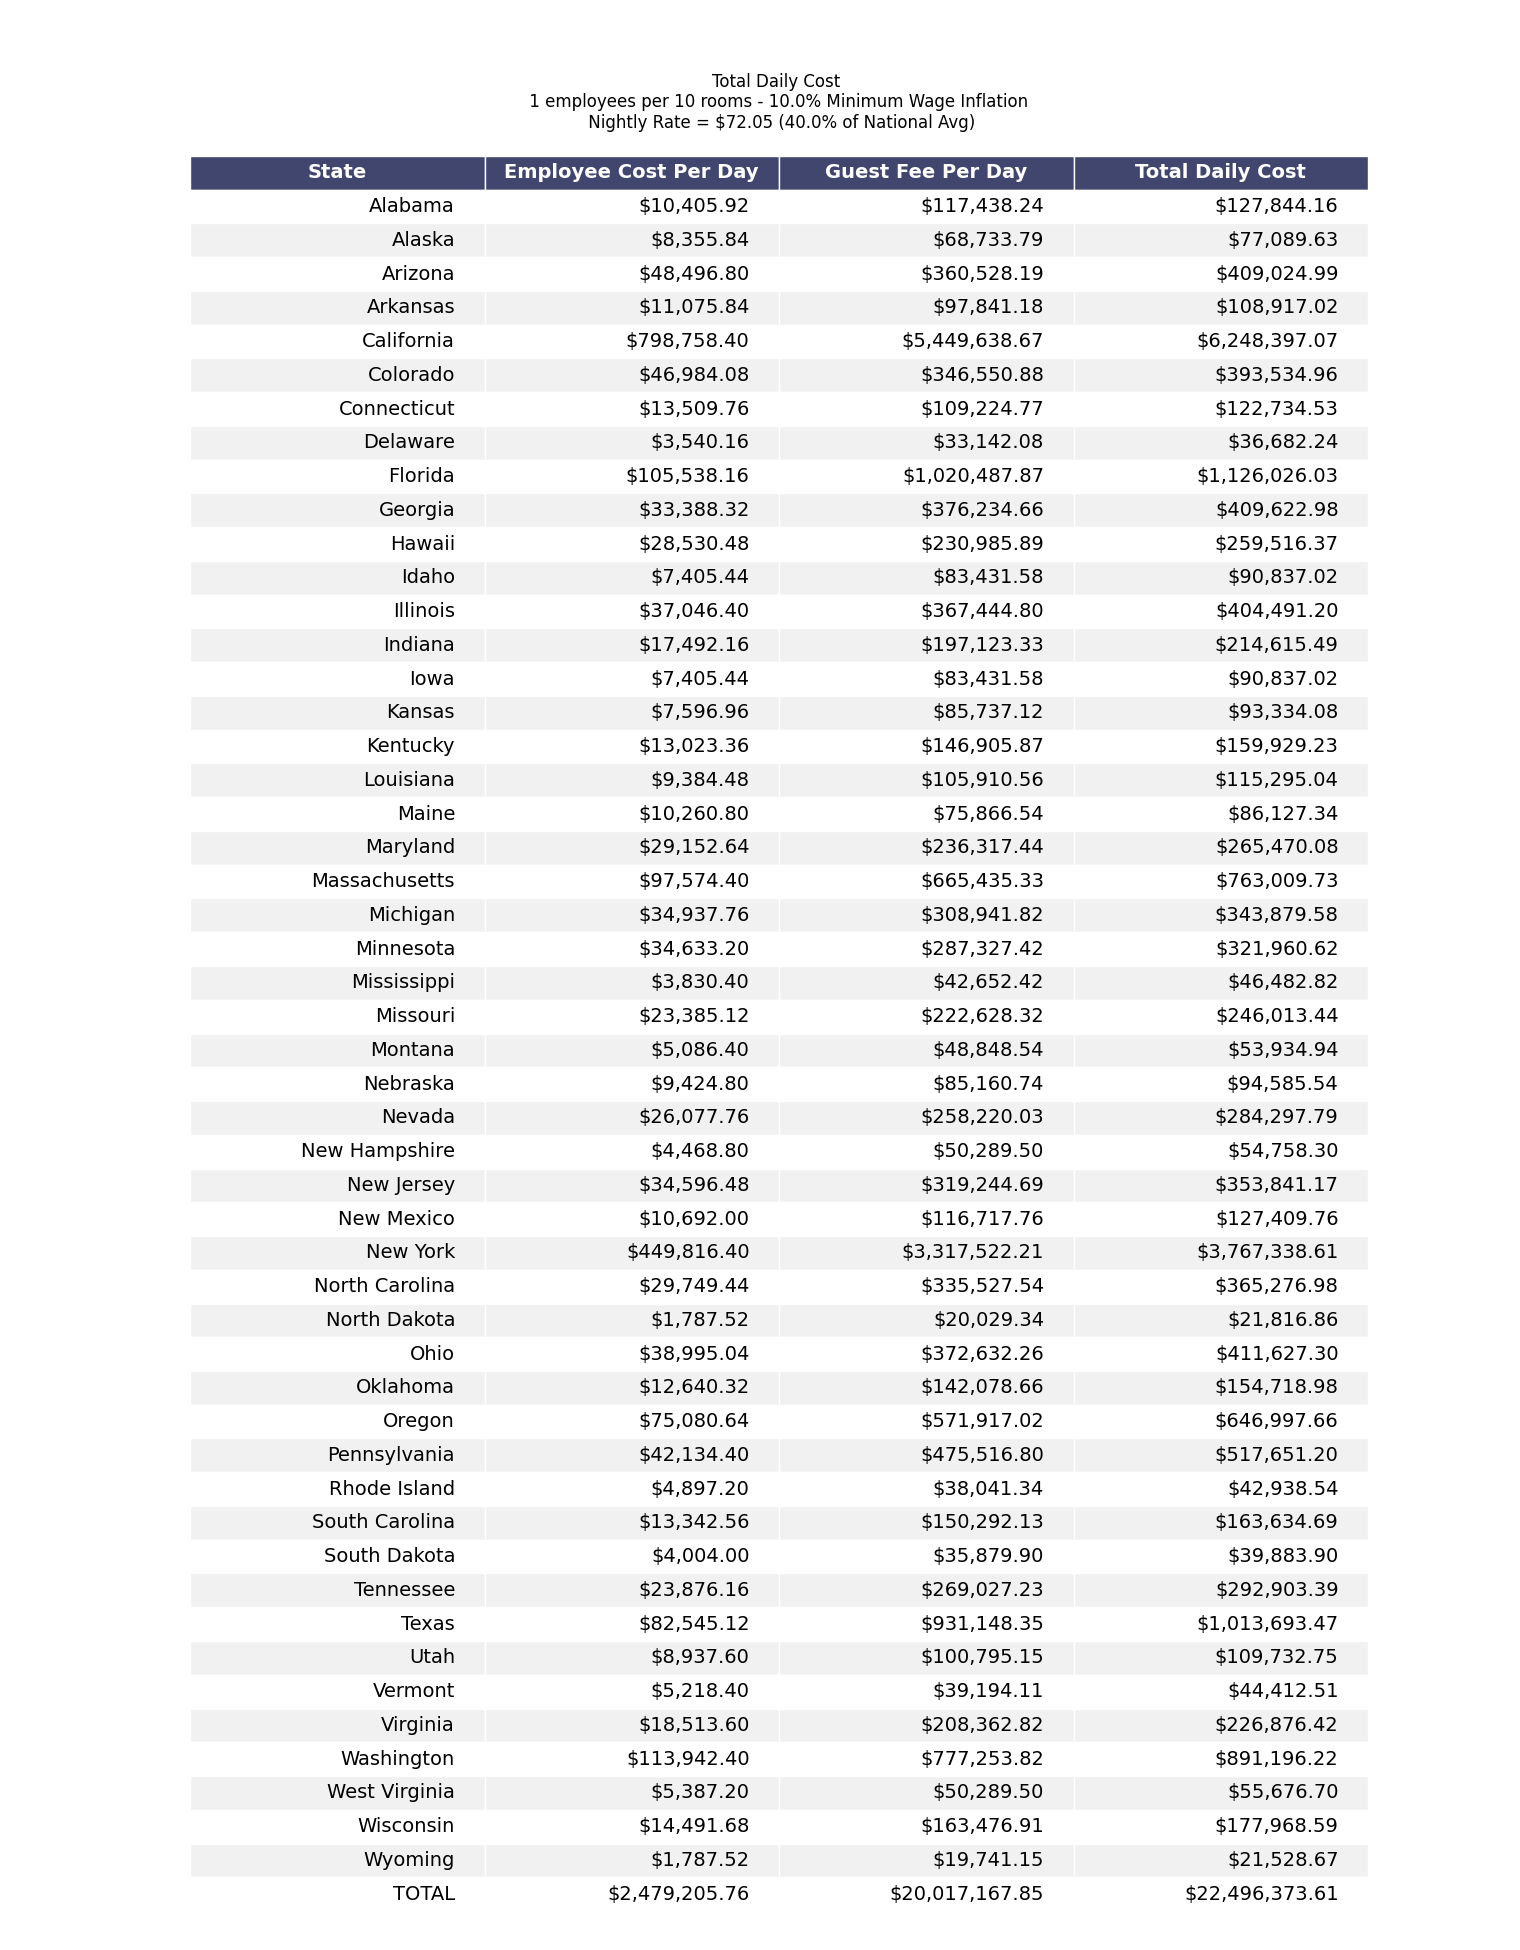 Total Daily Cost
1 employees per 10 rooms - 10.0% Minimum Wage Inflation
Nightly Rate = $72.05 (40.0% of National Avg)
State Employee Cost Per Day Guest Fee Per Day Total Daily Cost
Alabama $10,405.92 $117,438.24 $127,844.16
Alaska $8,355.84 $68,733.79 $77,089.63
Arizona $48,496.80 $360,528.19 $409,024.99
Arkansas $11,075.84 $97,841.18 $108,917.02
California $798,758.40 $5,449,638.67 $6,248,397.07
Colorado $46,984.08 $346,550.88 $393,534.96
Connecticut $13,509.76 $109,224.77 $122,734.53
Delaware $3,540.16 $33,142.08 $36,682.24
Florida $105,538.16 $1,020,487.87 $1,126,026.03
Georgia $33,388.32 $376,234.66 $409,622.98
Hawaii $28,530.48 $230,985.89 $259,516.37
Idaho $7,405.44 $83,431.58 $90,837.02
Illinois $37,046.40 $367,444.80 $404,491.20
Indiana $17,492.16 $197,123.33 $214,615.49
Iowa $7,405.44 $83,431.58 $90,837.02
Kansas $7,596.96 $85,737.12 $93,334.08
Kentucky $13,023.36 $146,905.87 $159,929.23
Louisiana $9,384.48 $105,910.56 $115,295.04
Maine $10,260.80 $75,866.54 $86,127.34
Maryland $29,152.64 $236,317.44 $265,470.08
Massachusetts $97,574.40 $665,435.33 $763,009.73
Michigan $34,937.76 $308,941.82 $343,879.58
Minnesota $34,633.20 $287,327.42 $321,960.62
Mississippi $3,830.40 $42,652.42 $46,482.82
Missouri $23,385.12 $222,628.32 $246,013.44
Montana $5,086.40 $48,848.54 $53,934.94
Nebraska $9,424.80 $85,160.74 $94,585.54
Nevada $26,077.76 $258,220.03 $284,297.79
New Hampshire $4,468.80 $50,289.50 $54,758.30
New Jersey $34,596.48 $319,244.69 $353,841.17
New Mexico $10,692.00 $116,717.76 $127,409.76
New York $449,816.40 $3,317,522.21 $3,767,338.61
North Carolina $29,749.44 $335,527.54 $365,276.98
North Dakota $1,787.52 $20,029.34 $21,816.86
Ohio $38,995.04 $372,632.26 $411,627.30
Oklahoma $12,640.32 $142,078.66 $154,718.98
Oregon $75,080.64 $571,917.02 $646,997.66
Pennsylvania $42,134.40 $475,516.80 $517,651.20
Rhode Island $4,897.20 $38,041.34 $42,938.54
South Carolina $13,342.56 $150,292.13 $163,634.69
South Dakota $4,004.00 $35,879.90 $39,883.90
Tennessee $23,876.16 $269,027.23 $292,903.39
Texas $82,545.12 $931,148.35 $1,013,693.47
Utah $8,937.60 $100,795.15 $109,732.75
Vermont $5,218.40 $39,194.11 $44,412.51
Virginia $18,513.60 $208,362.82 $226,876.42
Washington $113,942.40 $777,253.82 $891,196.22
West Virginia $5,387.20 $50,289.50 $55,676.70
Wisconsin $14,491.68 $163,476.91 $177,968.59
Wyoming $1,787.52 $19,741.15 $21,528.67
TOTAL $2,479,205.76 $20,017,167.85 $22,496,373.61